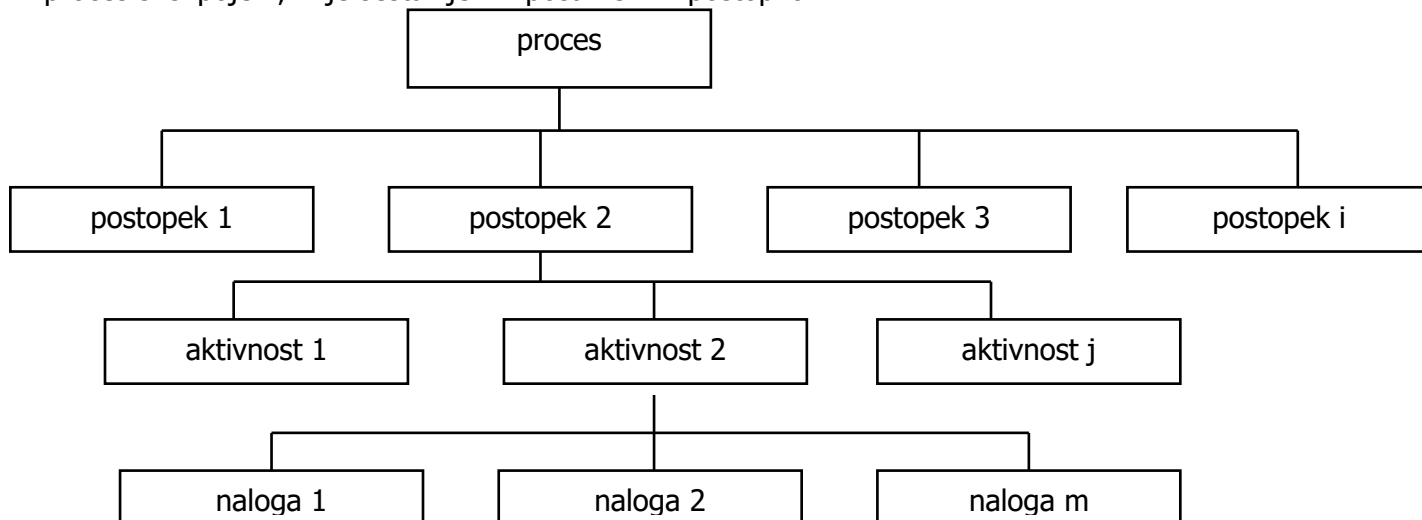 proces
postopek 1 postopek 2 postopek 3 postopek i
aktivnost 1 aktivnost 2 aktivnost j
naloga 1 naloga 2 naloga m